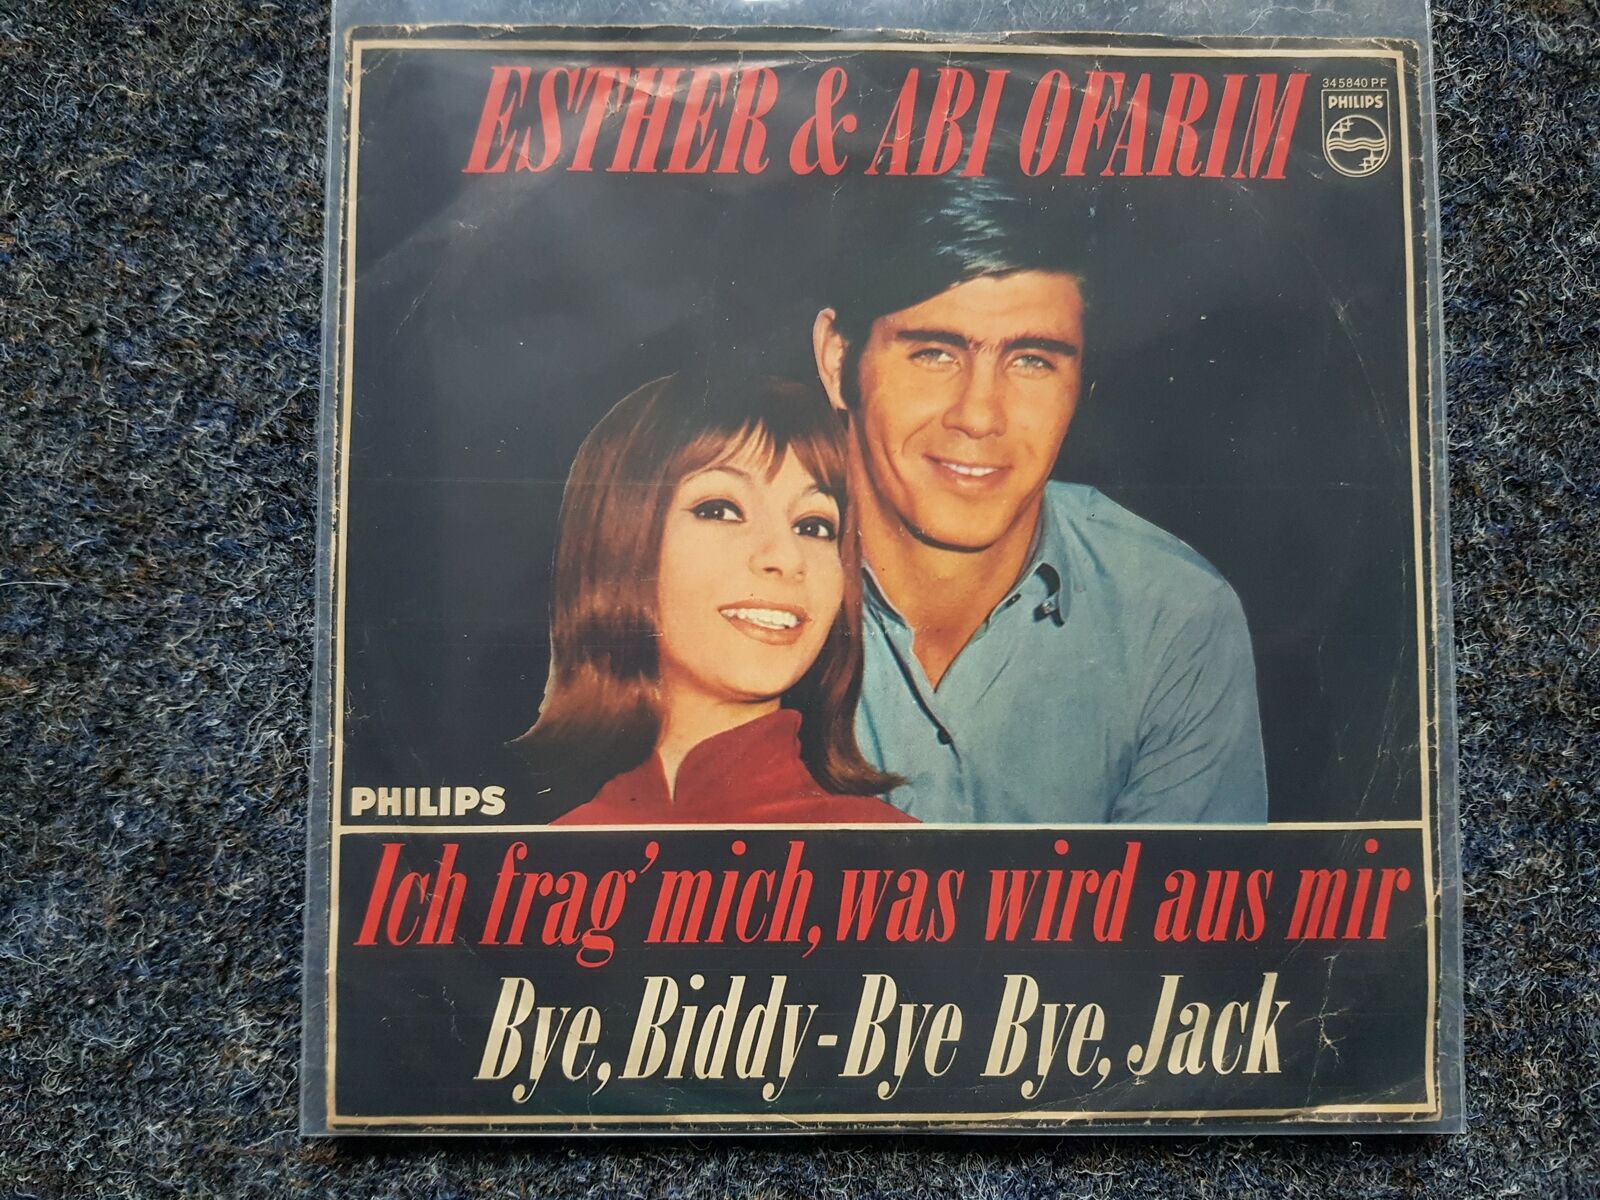 ESTHER & ABI OFARIM
345840 PF
PHILIPS
PHILIPS
Ich frag' mich, was wird aus mir
Bye, Biddy - Bye Bye, Jack